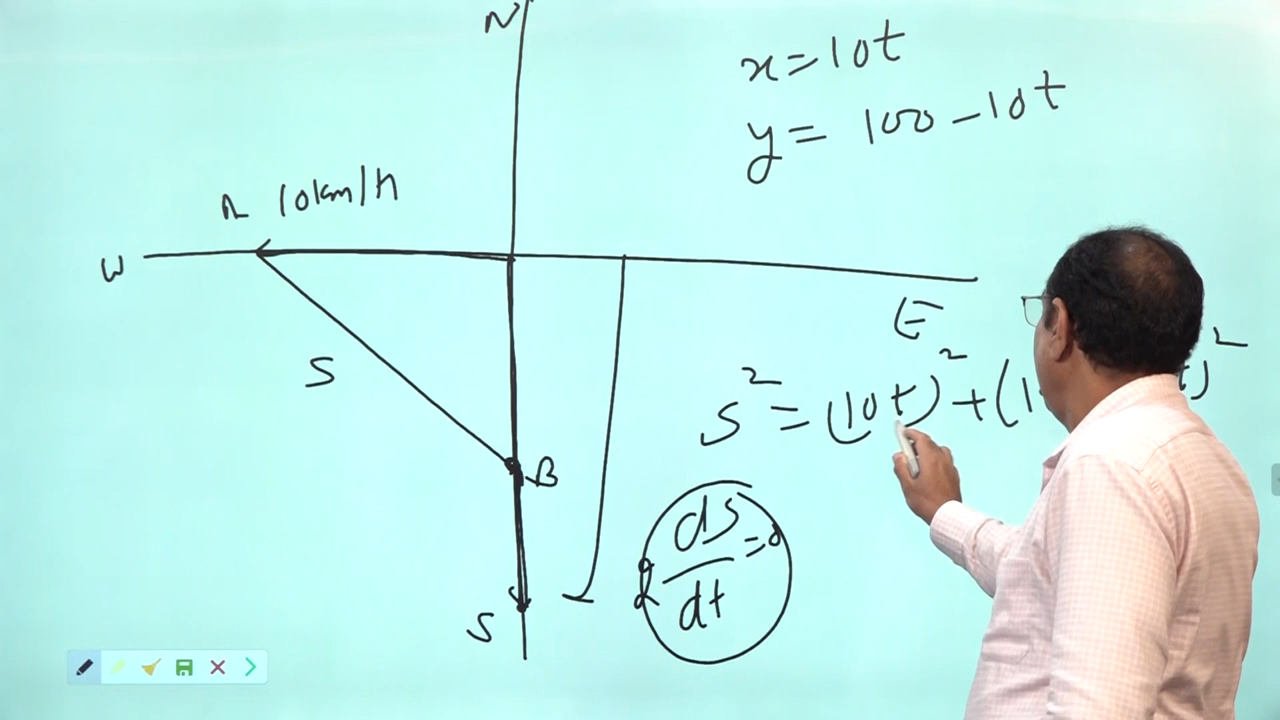 N
x = 10t
y = 100 - 10t
A 10km/h
W
E
S
S² = (10t)² + (1 t)²
B
ds/dt = 0
S